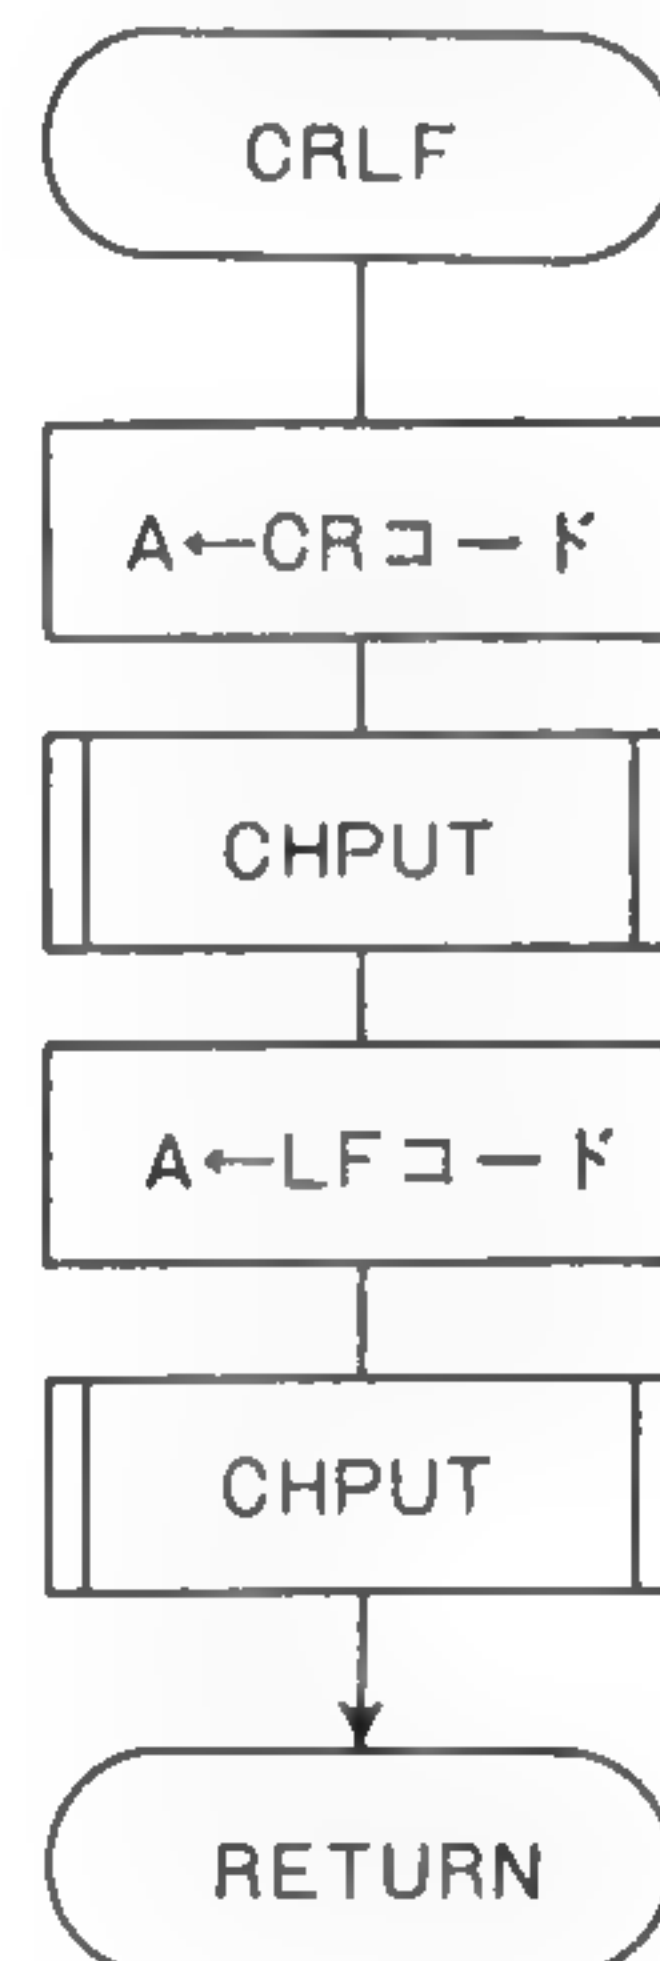 CRLF
A←CRコード
CHPUT
A←LFコード
CHPUT
RETURN